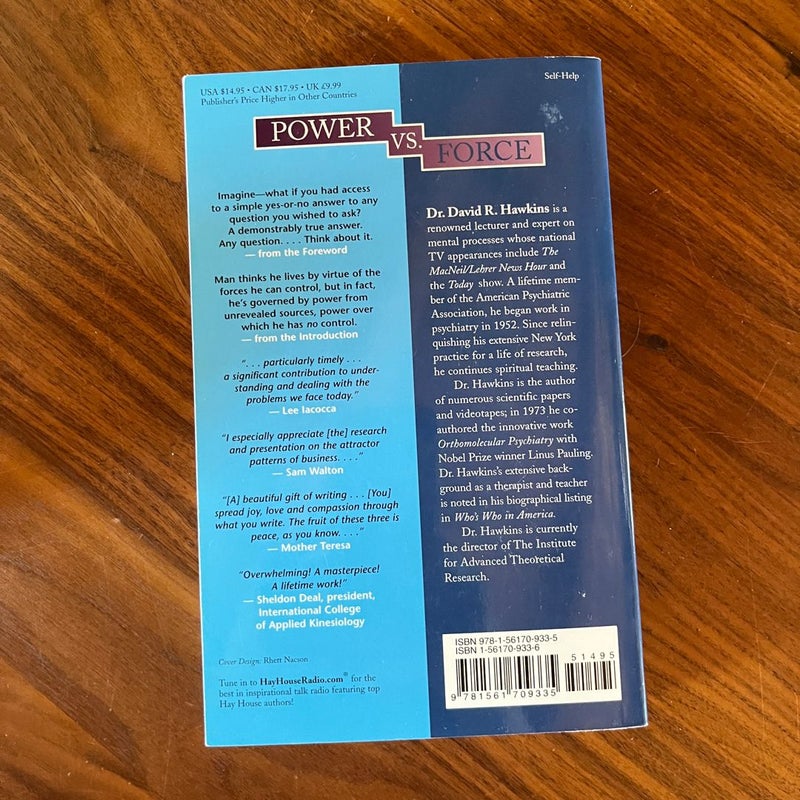 USA $14.95 • CAN $17.95 • UK £9.99
Publisher's Price Higher in Other Countries
Self-Help
POWER
VS.
FORCE
Imagine—what if you had access
to a simple yes-or-no answer to any
question you wished to ask?
A demonstrably true answer.
Any question. . . . Think about it.
— from the Foreword
Man thinks he lives by virtue of the
forces he can control, but in fact,
he's governed by power from
unrevealed sources, power over
which he has no control.
— from the Introduction
". . . particularly timely . . .
a significant contribution to under-
standing and dealing with the
problems we face today."
— Lee Iacocca
"I especially appreciate [the] research
and presentation on the attractor
patterns of business. . . ."
— Sam Walton
"[A] beautiful gift of writing . . . [You]
spread joy, love and compassion through
what you write. The fruit of these three is
peace, as you know. . . ."
— Mother Teresa
"Overwhelming! A masterpiece!
A lifetime work!"
— Sheldon Deal, president,
International College
of Applied Kinesiology
Cover Design: Rhett Nacson
Tune in to HayHouseRadio.com® for the
best in inspirational talk radio featuring top
Hay House authors!
Dr. David R. Hawkins is a
renowned lecturer and expert on
mental processes whose national
TV appearances include The
MacNeil/Lehrer News Hour and
the Today show. A lifetime mem-
ber of the American Psychiatric
Association, he began work in
psychiatry in 1952. Since relin-
quishing his extensive New York
practice for a life of research,
he continues spiritual teaching.
Dr. Hawkins is the author
of numerous scientific papers
and videotapes; in 1973 he co-
authored the innovative work
Orthomolecular Psychiatry with
Nobel Prize winner Linus Pauling.
Dr. Hawkins's extensive back-
ground as a therapist and teacher
is noted in his biographical listing
in Who's Who in America.
Dr. Hawkins is currently
the director of The Institute
for Advanced Theoretical
Research.
ISBN 978-1-56170-933-5
ISBN 1-56170-933-6
51495
9 781561 709335